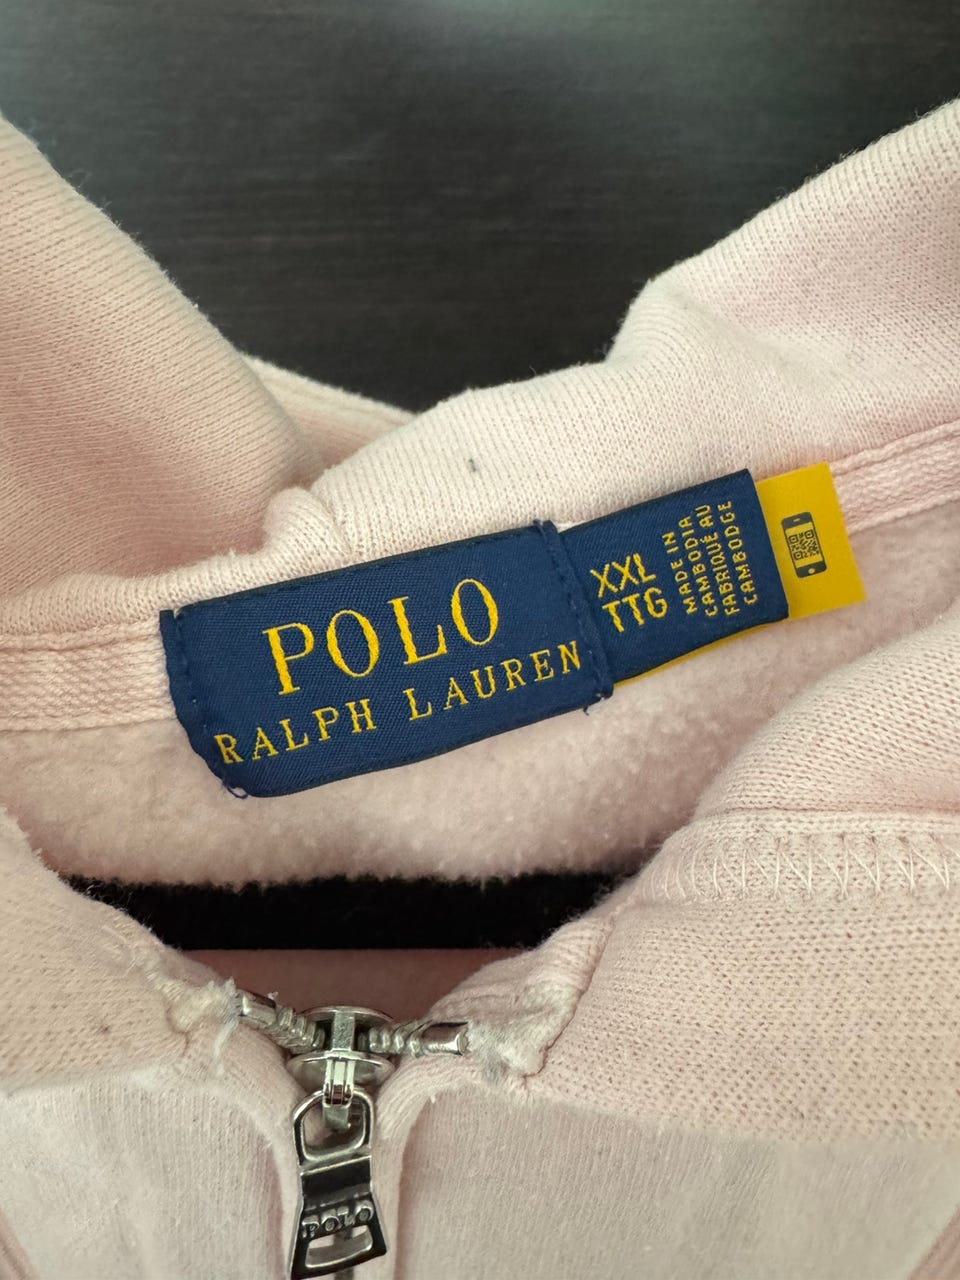 POLO
RALPH LAUREN
XXL
TTG
MADE IN
CAMBODIA
FABRIQUÉ AU
CAMBODGE
POLO